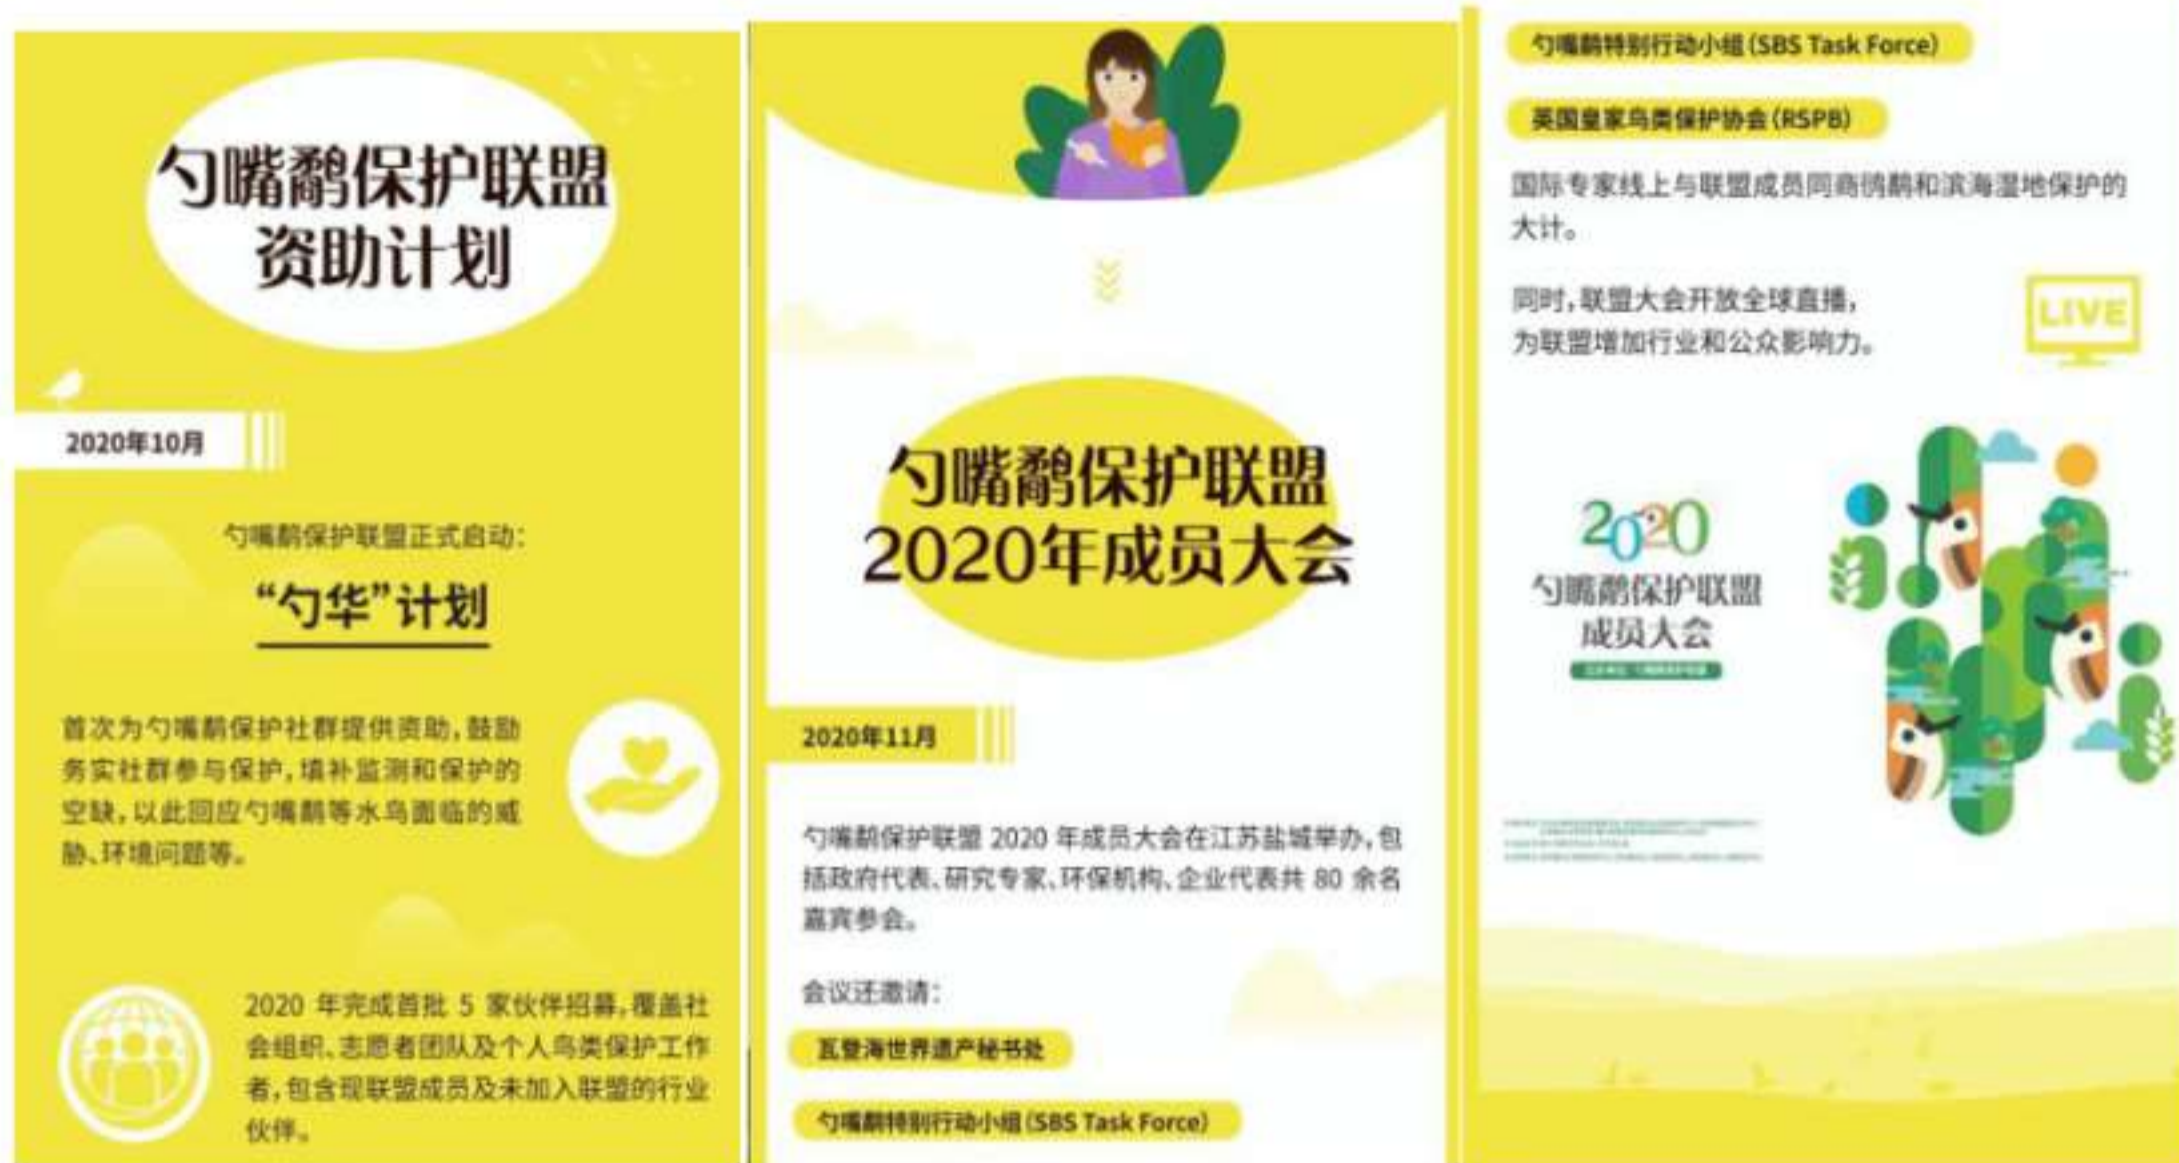 勺嘴鹬保护联盟
资助计划
2020年10月
勺嘴鹬保护联盟正式启动：
“勺华”计划
首次为勺嘴鹬保护社群提供资助，鼓励
务实社群参与保护，填补监测和保护的
空缺，以此回应勺嘴鹬等水鸟面临的威
胁、环境问题等。
2020 年完成首批 5 家伙伴招募，覆盖社
会组织、志愿者团队及个人鸟类保护工作
者，包含现联盟成员及未加入联盟的行业
伙伴。
勺嘴鹬保护联盟
2020年成员大会
2020年11月
勺嘴鹬保护联盟 2020 年成员大会在江苏盐城举办，包
括政府代表、研究专家、环保机构、企业代表共 80 余名
嘉宾参会。
会议还邀请：
瓦登海世界遗产秘书处
勺嘴鹬特别行动小组（SBS Task Force）
勺嘴鹬特别行动小组（SBS Task Force）
英国皇家鸟类保护协会（RSPB）
国际专家线上与联盟成员同商鸻鹬和滨海湿地保护的
大计。
同时，联盟大会开放全球直播，
为联盟增加行业和公众影响力。
LIVE
2020
勺嘴鹬保护联盟
成员大会